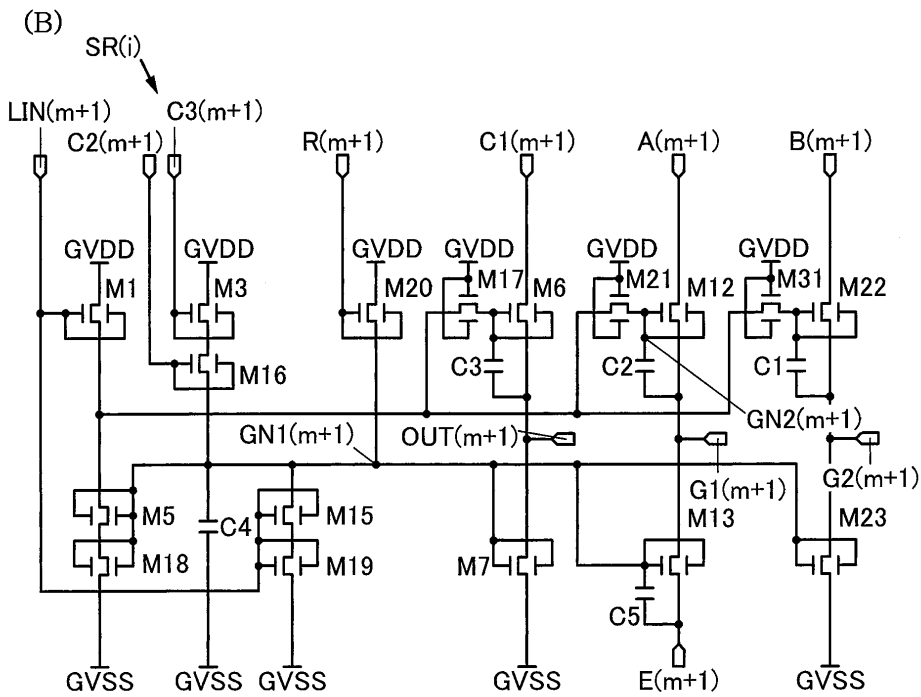 (B)
SR(i)
LIN(m+1) C3(m+1)
C2(m+1) R(m+1) C1(m+1) A(m+1) B(m+1)
GVDD GVDD GVDD GVDD GVDD GVDD
M1 M3 M20 M17 M6 M21 M12 M31 M22
M16 C3 C2 C1
GN1(m+1) OUT(m+1) GN2(m+1)
G1(m+1) G2(m+1)
M5 C4 M15 M13 M23
M18 M19 M7
C5
GVSS GVSS GVSS GVSS E(m+1) GVSS